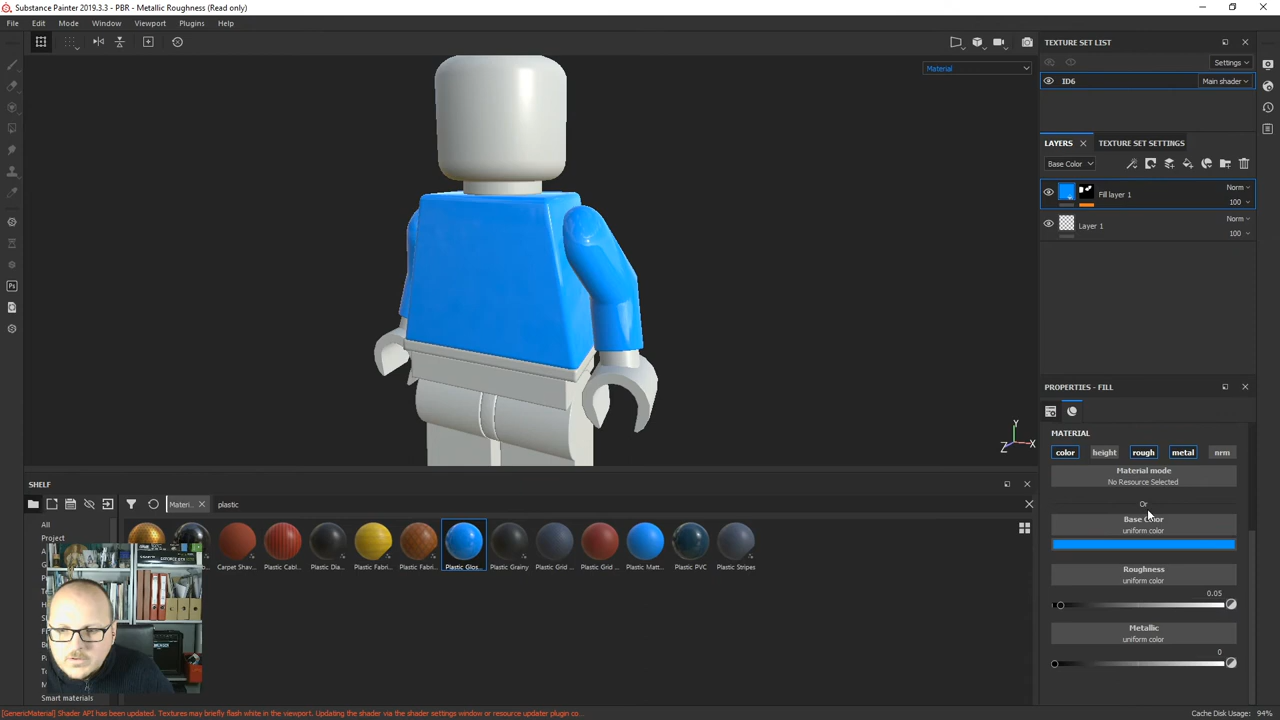 Substance Painter 2019.3.3 - PBR - Metallic Roughness (Read only)
File Edit Mode Window Viewport Plugins Help
Material
TEXTURE SET LIST
Settings
ID6 Main shader
LAYERS TEXTURE SET SETTINGS
Base Color
Fill layer 1 Norm 100
Layer 1 Norm 100
PROPERTIES - FILL
MATERIAL
color height rough metal nrm
Material mode
No Resource Selected
Or
Base Color
uniform color
Roughness
uniform color
0.05
Metallic
uniform color
0
Y
X
Z
SHELF
Materi... plastic
All
Project
Carpet Shav... Plastic Cabl... Plastic Dia... Plastic Fabri... Plastic Fabri... Plastic Glos... Plastic Grainy Plastic Grid ... Plastic Grid ... Plastic Matt... Plastic PVC Plastic Stripes
Smart materials
[GenericMaterial] Shader API has been updated. Textures may briefly flash white in the viewport. Updating the shader via the shader settings window or resource updater plugin co...
Cache Disk Usage: 94%
Ps